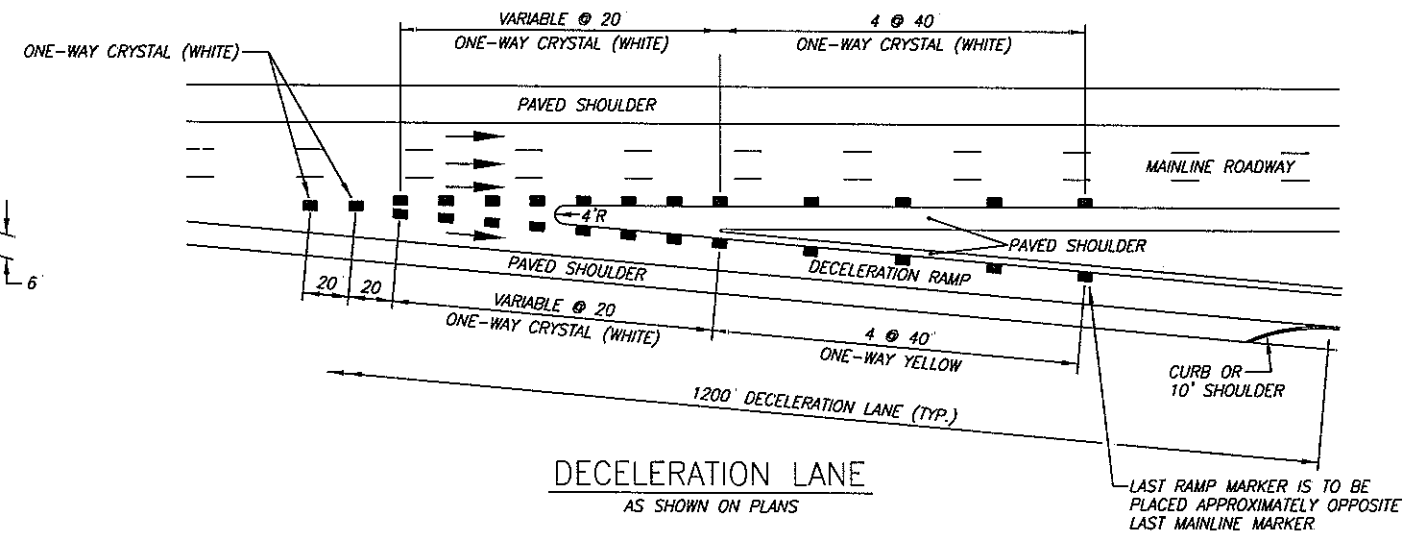 VARIABLE @ 20'
ONE-WAY CRYSTAL (WHITE)
4 @ 40'
ONE-WAY CRYSTAL (WHITE)
ONE-WAY CRYSTAL (WHITE)
PAVED SHOULDER
MAINLINE ROADWAY
4'R
PAVED SHOULDER
PAVED SHOULDER
DECELERATION RAMP
6
20'
20'
VARIABLE @ 20
ONE-WAY CRYSTAL (WHITE)
4 @ 40'
ONE-WAY YELLOW
CURB OR
10' SHOULDER
1200' DECELERATION LANE (TYP.)
DECELERATION LANE
AS SHOWN ON PLANS
LAST RAMP MARKER IS TO BE
PLACED APPROXIMATELY OPPOSITE
LAST MAINLINE MARKER